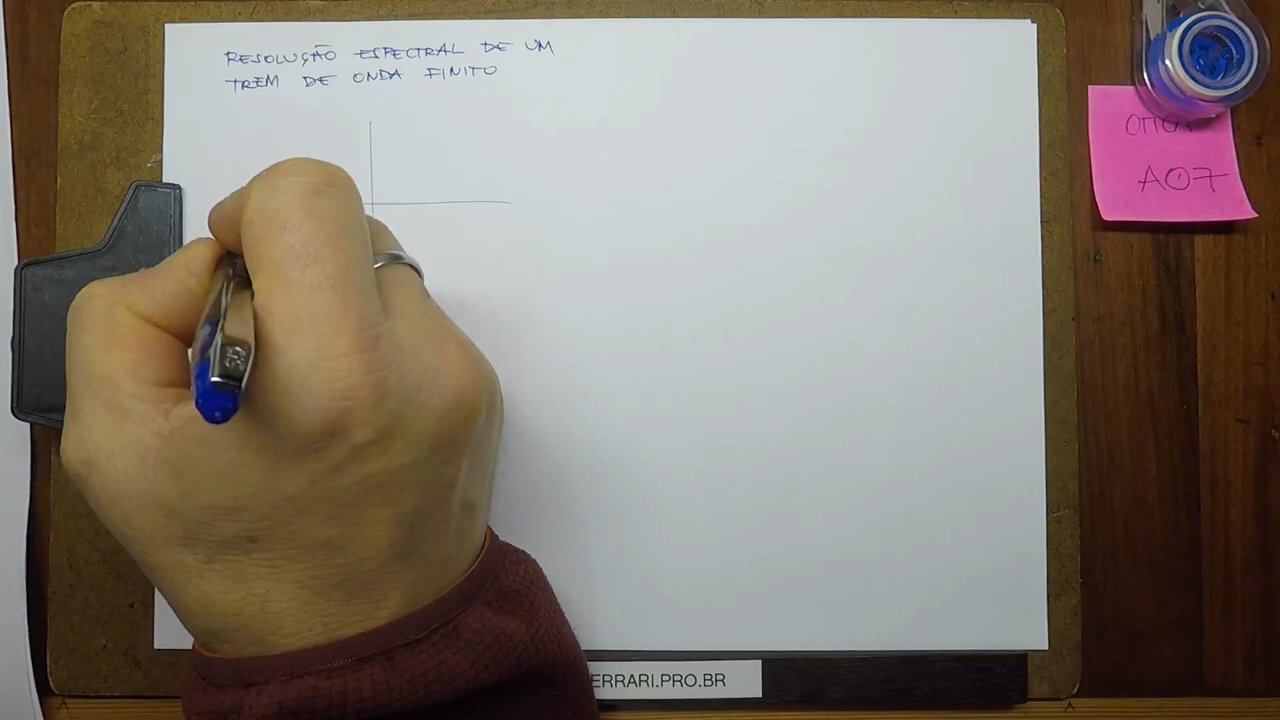 RESOLUÇÃO ESPECTRAL DE UM
TREM DE ONDA FINITO
A07
ERRARI.PRO.BR